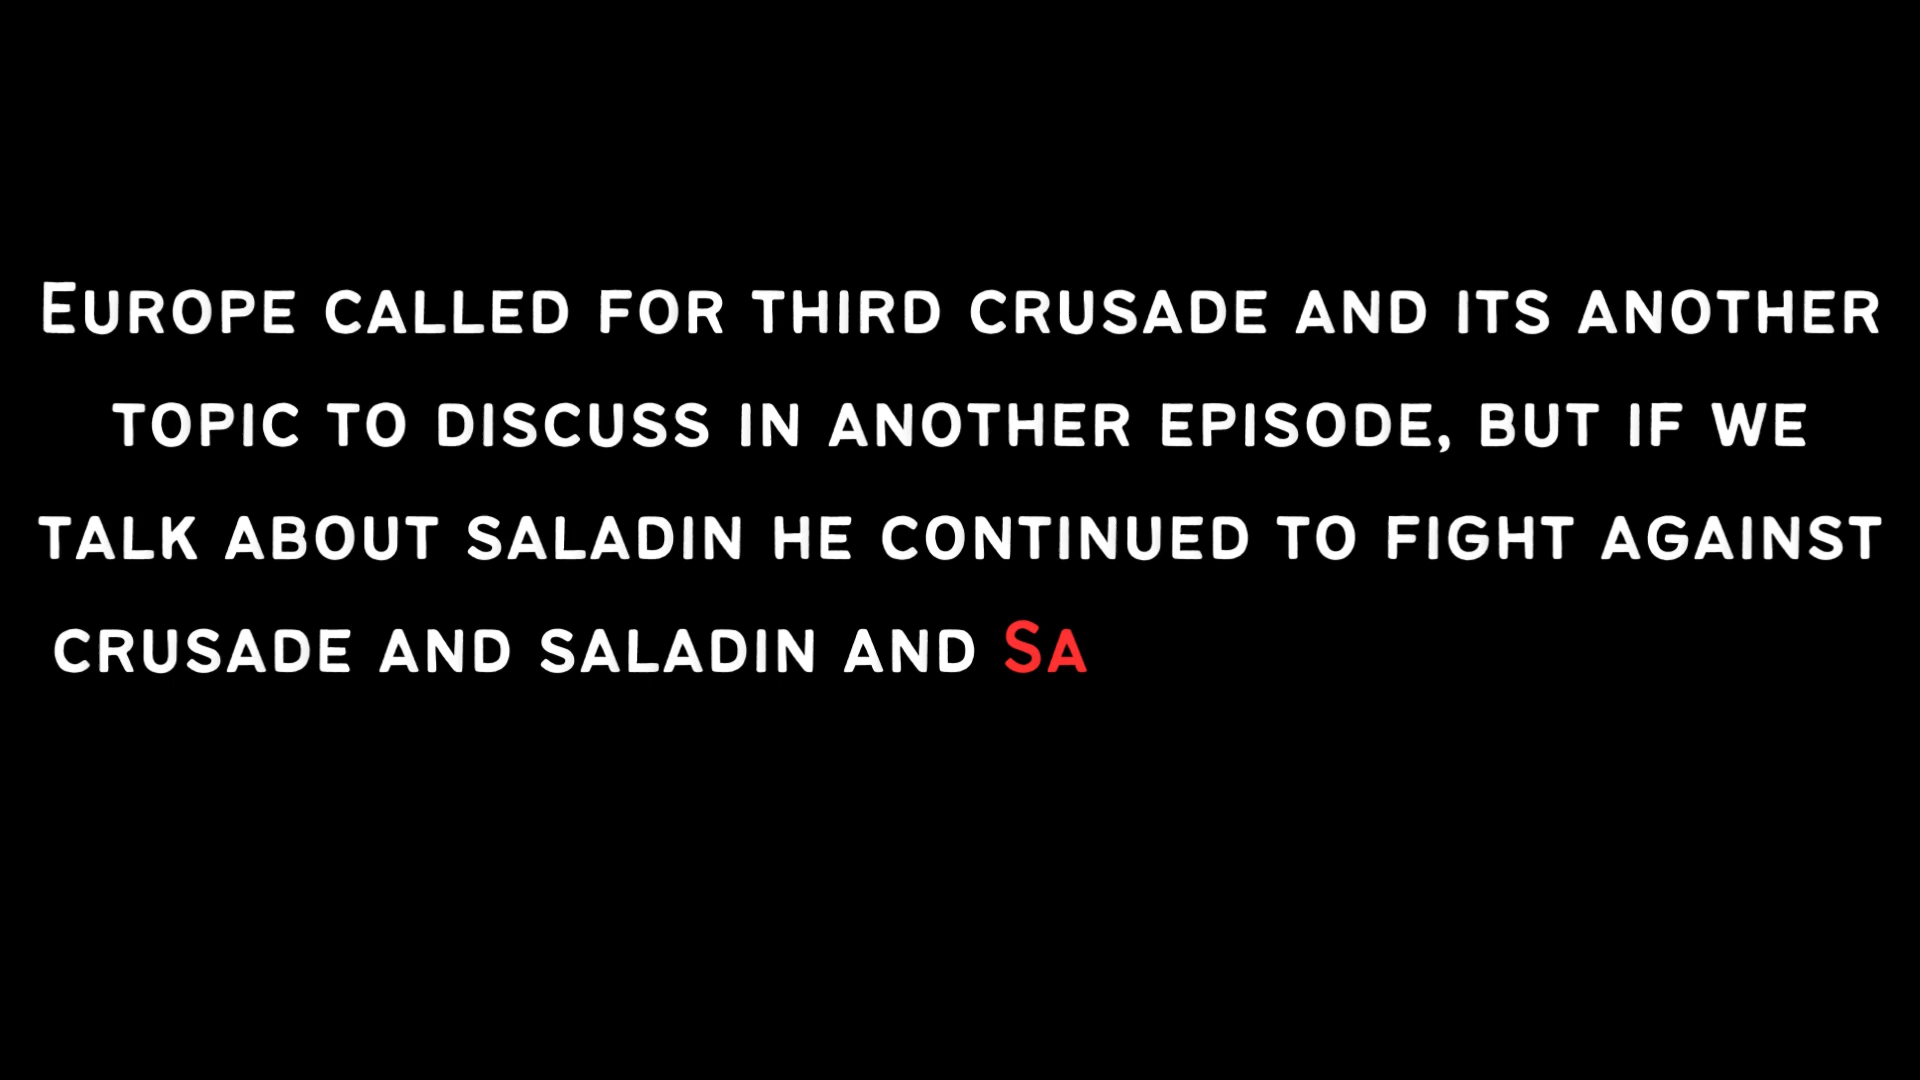 Europe called for third crusade and its another
topic to discuss in another episode, but if we
talk about saladin he continued to fight against
crusade and saladin and Sa